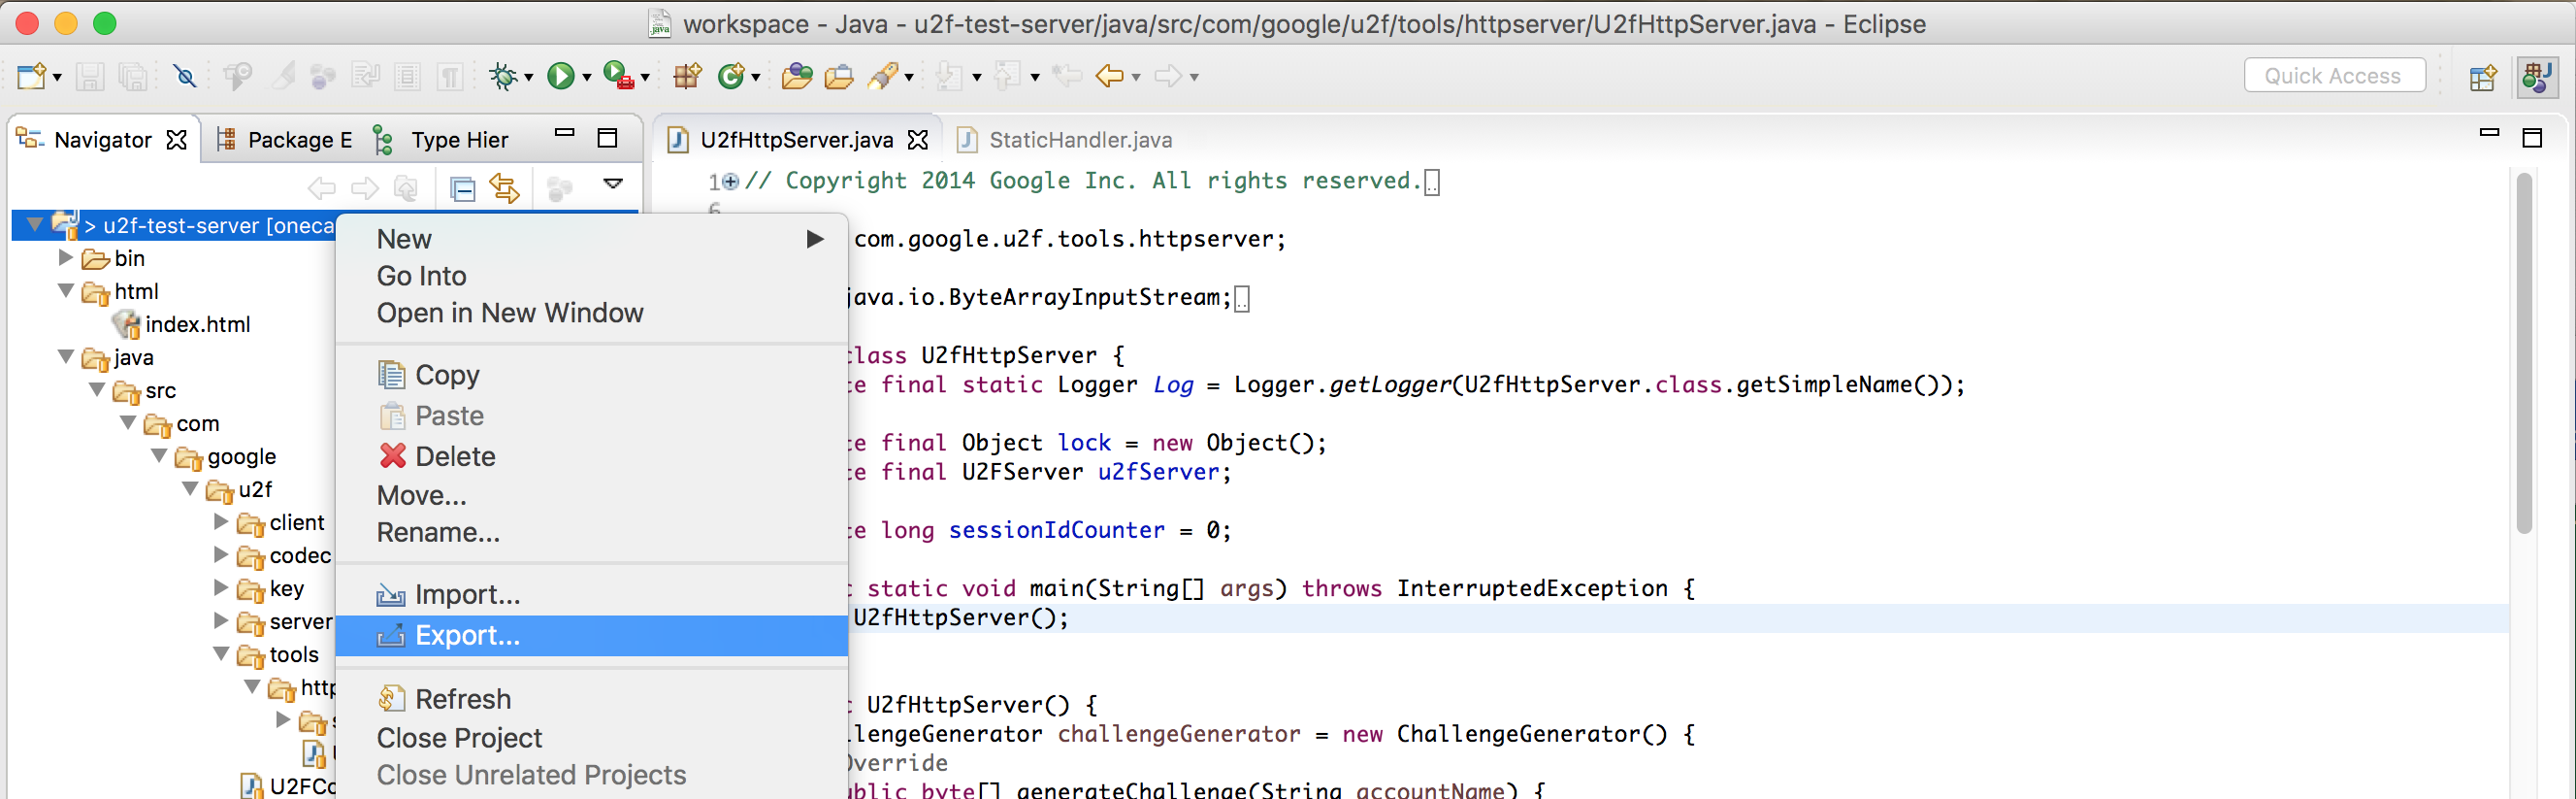 workspace - Java - u2f-test-server/java/src/com/google/u2f/tools/httpserver/U2fHttpServer.java - Eclipse
Quick Access
Navigator
Package E
Type Hier
> u2f-test-server [oneca
bin
html
index.html
java
src
com
google
u2f
client
codec
key
server
tools
http
U2FCo
New
Go Into
Open in New Window
Copy
Paste
Delete
Move...
Rename...
Import...
Export...
Refresh
Close Project
Close Unrelated Projects
U2fHttpServer.java
StaticHandler.java
1 // Copyright 2014 Google Inc. All rights reserved.
6
com.google.u2f.tools.httpserver;
java.io.ByteArrayInputStream;
class U2fHttpServer {
te final static Logger Log = Logger.getLogger(U2fHttpServer.class.getSimpleName());
te final Object lock = new Object();
te final U2FServer u2fServer;
te long sessionIdCounter = 0;
c static void main(String[] args) throws InterruptedException {
U2fHttpServer();
c U2fHttpServer() {
llengeGenerator challengeGenerator = new ChallengeGenerator() {
Override
ublic byte[] generateChallenge(String accountName) {